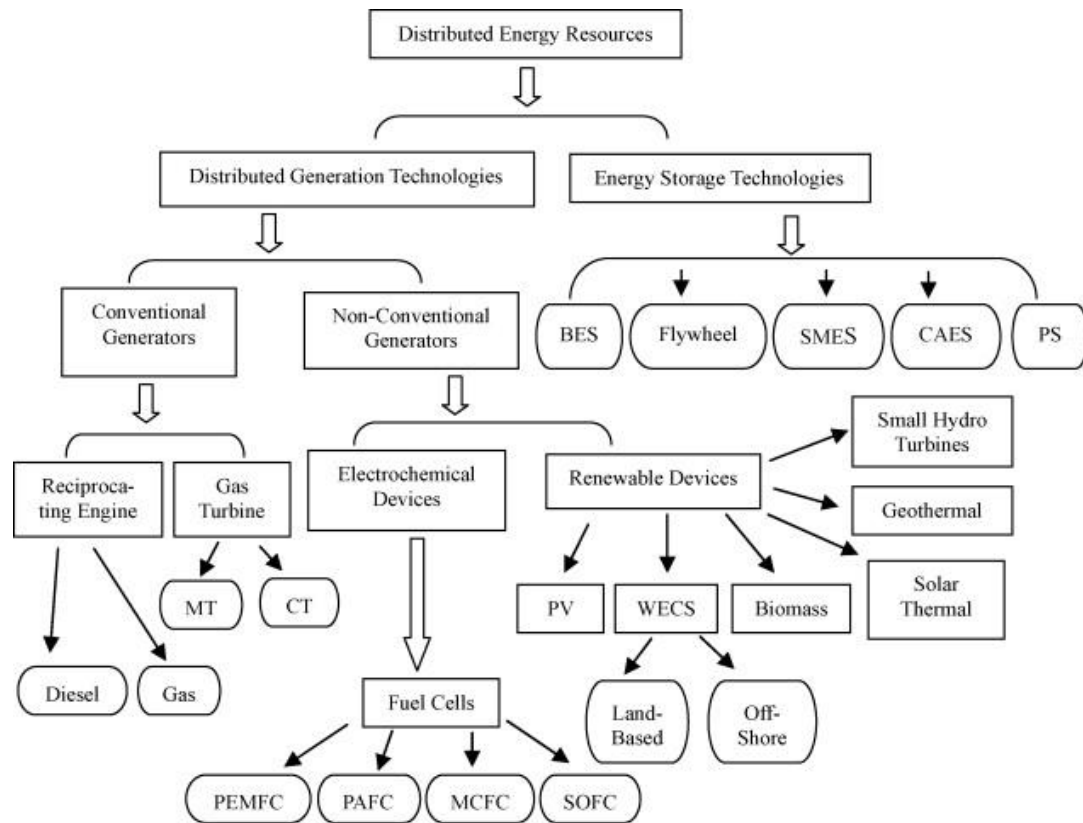 Distributed Energy Resources
Distributed Generation Technologies
Energy Storage Technologies
Conventional
Generators
Non-Conventional
Generators
BES
Flywheel
SMES
CAES
PS
Small Hydro
Turbines
Reciproca-
ting Engine
Gas
Turbine
Electrochemical
Devices
Renewable Devices
Geothermal
Solar
Thermal
MT
CT
PV
WECS
Biomass
Diesel
Gas
Fuel Cells
Land-
Based
Off-
Shore
PEMFC
PAFC
MCFC
SOFC